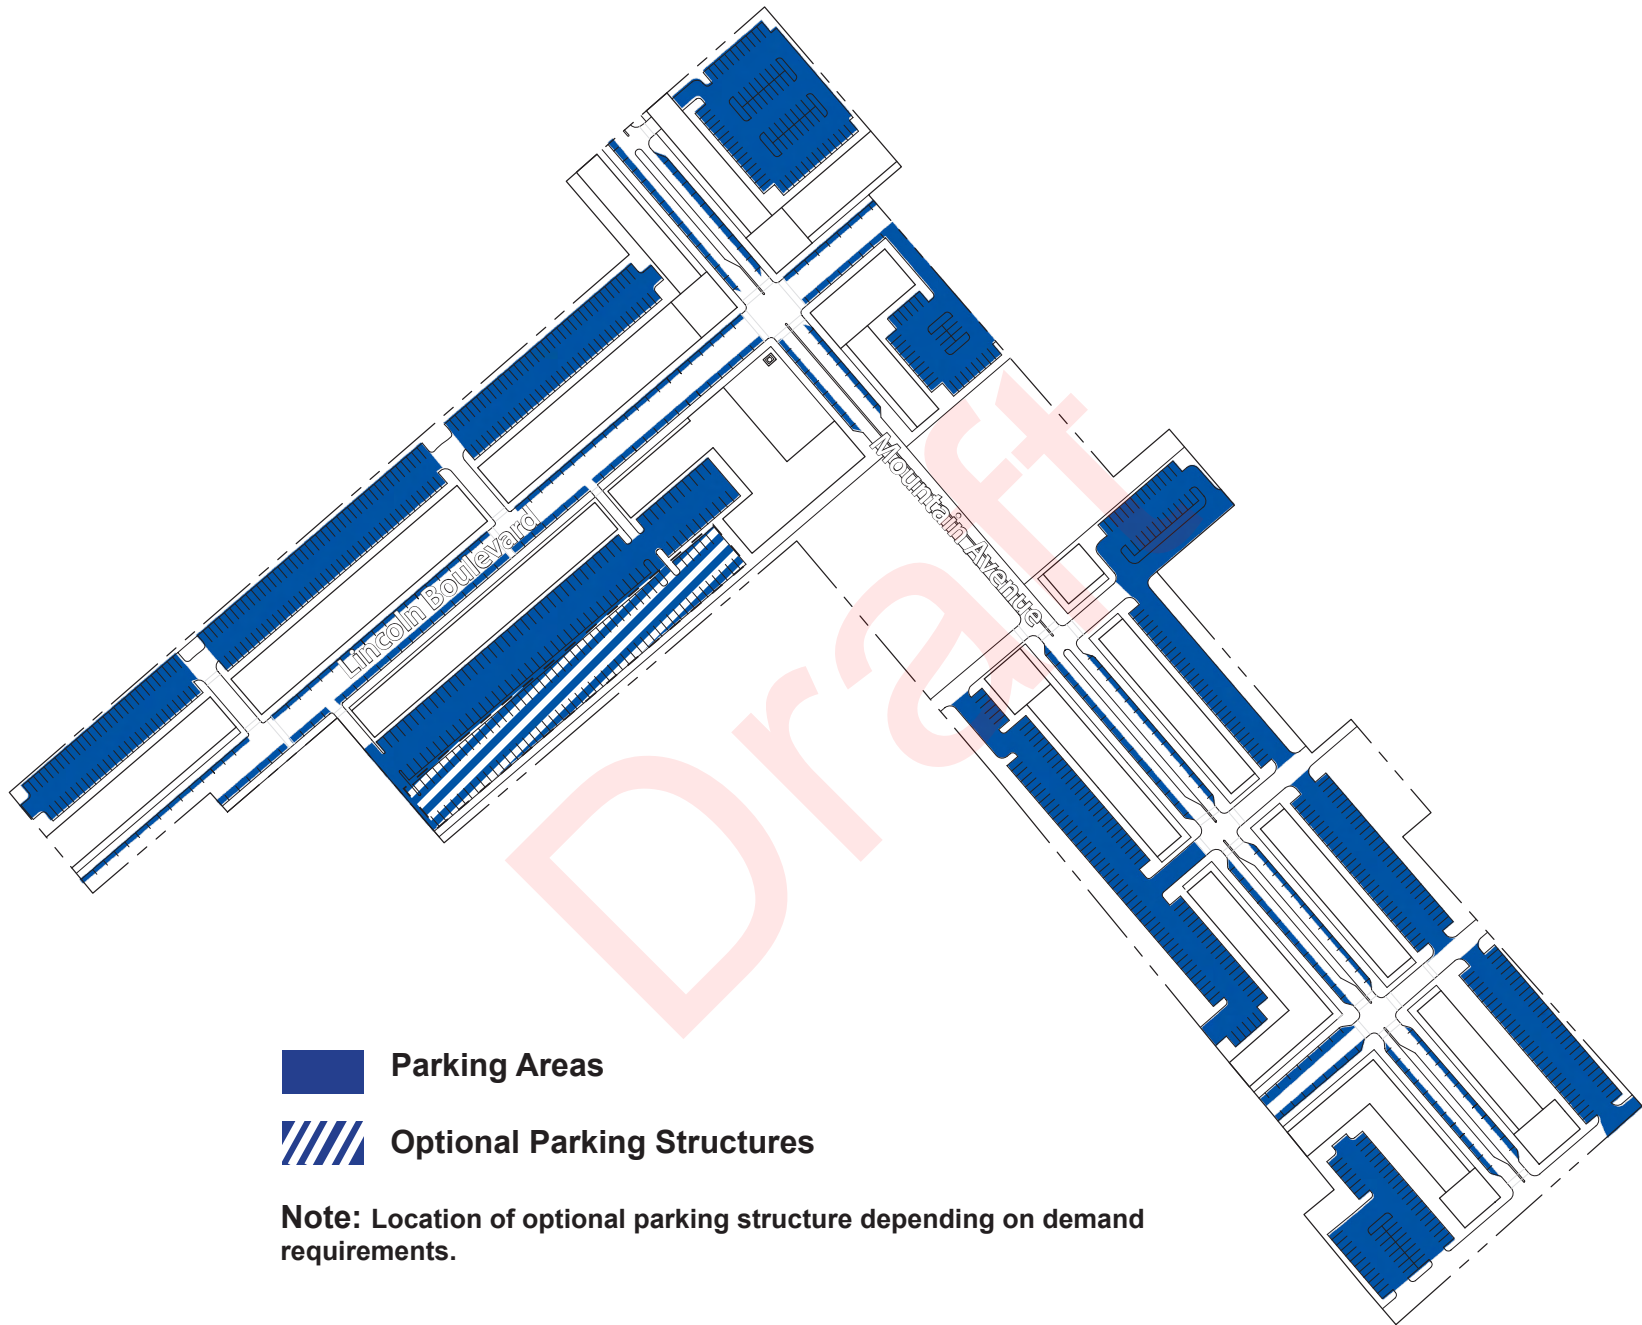 Mountain Avenue
Lincoln Boulevard
Draft
Parking Areas
Optional Parking Structures
Note: Location of optional parking structure depending on demand
requirements.